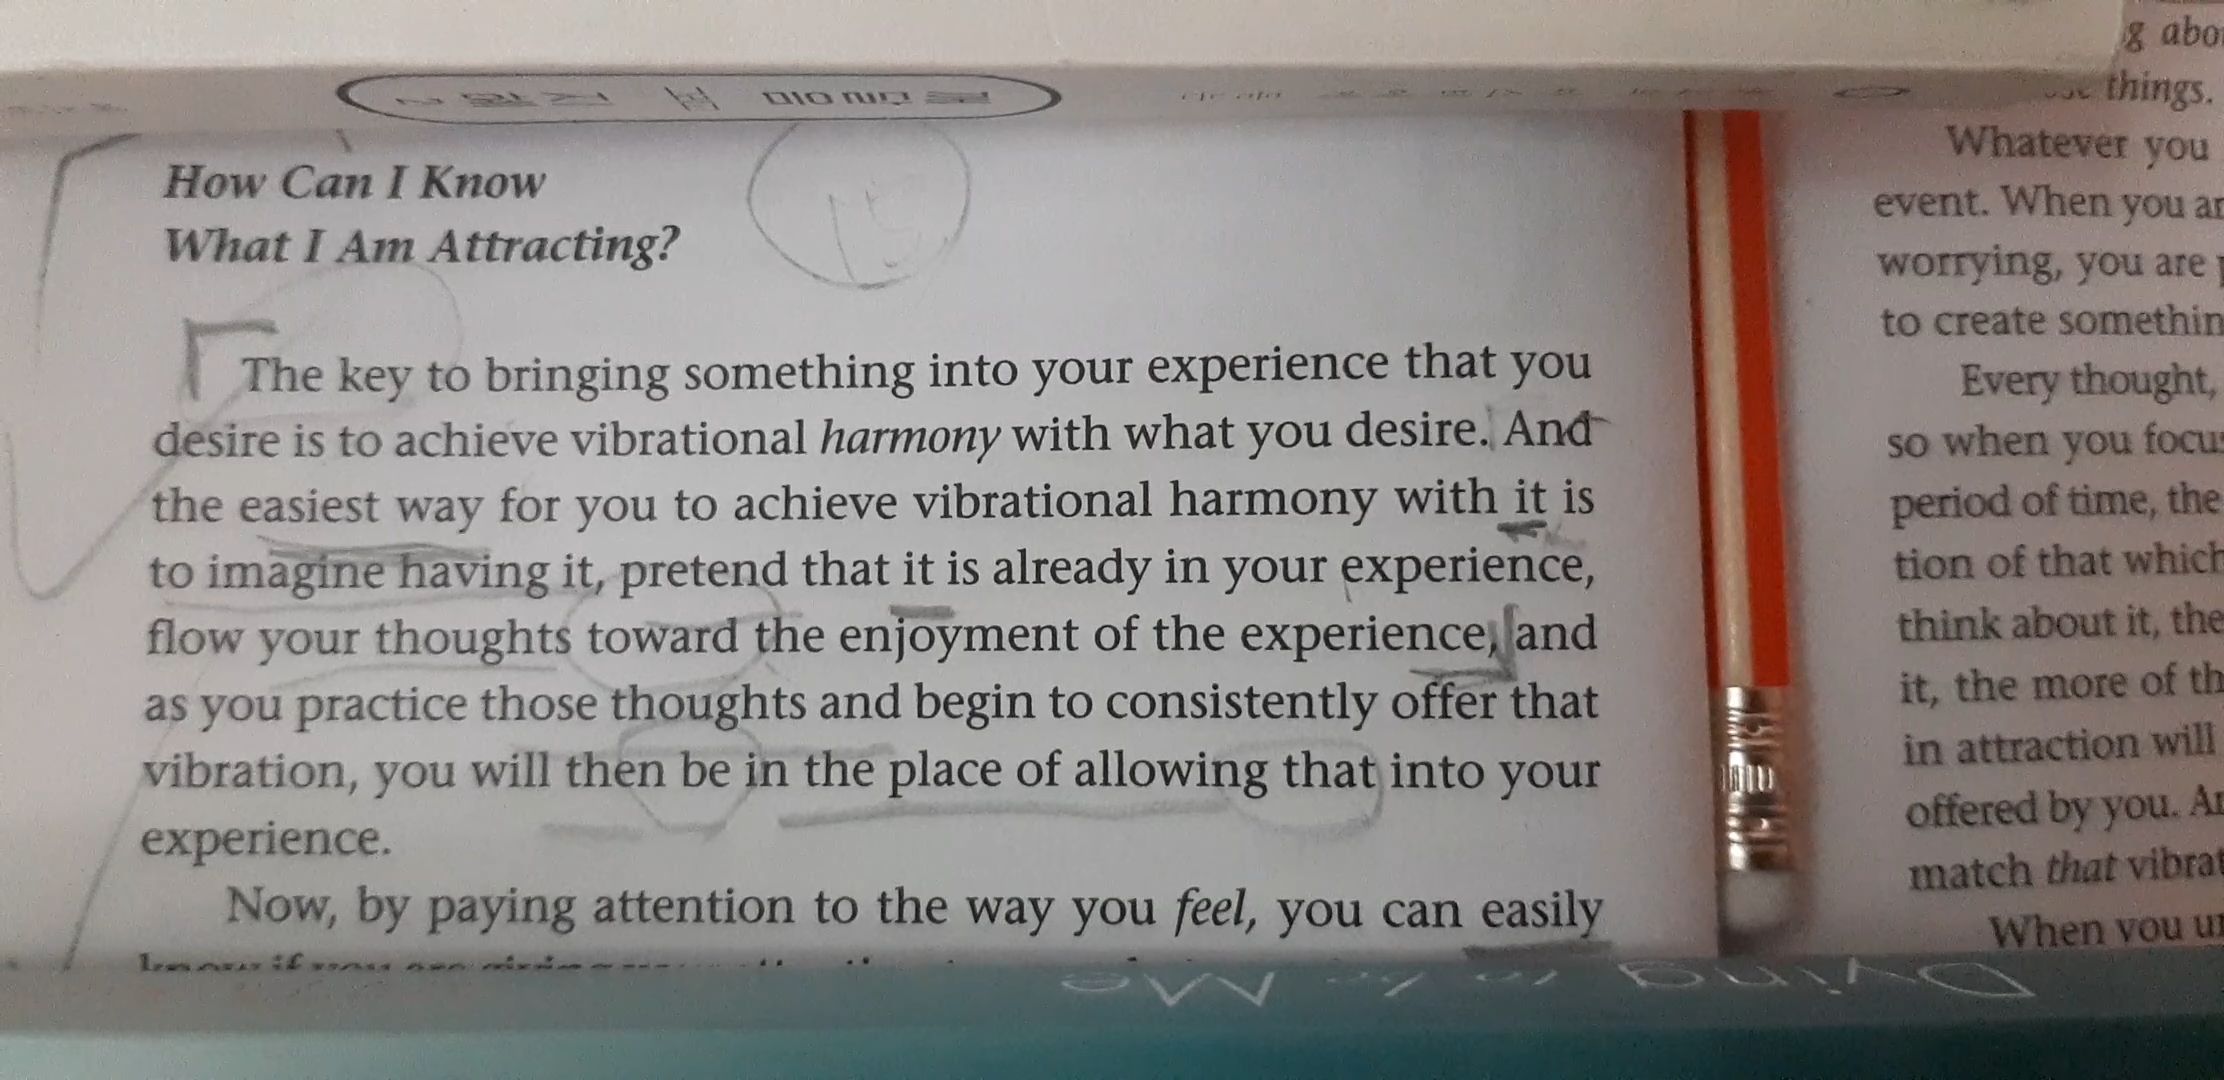 How Can I Know
What I Am Attracting?
The key to bringing something into your experience that you
desire is to achieve vibrational harmony with what you desire. And
the easiest way for you to achieve vibrational harmony with it is
to imagine having it, pretend that it is already in your experience,
flow your thoughts toward the enjoyment of the experience, and
as you practice those thoughts and begin to consistently offer that
vibration, you will then be in the place of allowing that into your
experience.
Now, by paying attention to the way you feel, you can easily
things.
Whatever you
event. When you
worrying, you are
to create
Every thought,
so when you
period of time, the
tion of that which
think about it, the
it, the more of
in attraction will
offered by you.
match that
When you
Dying to be Me